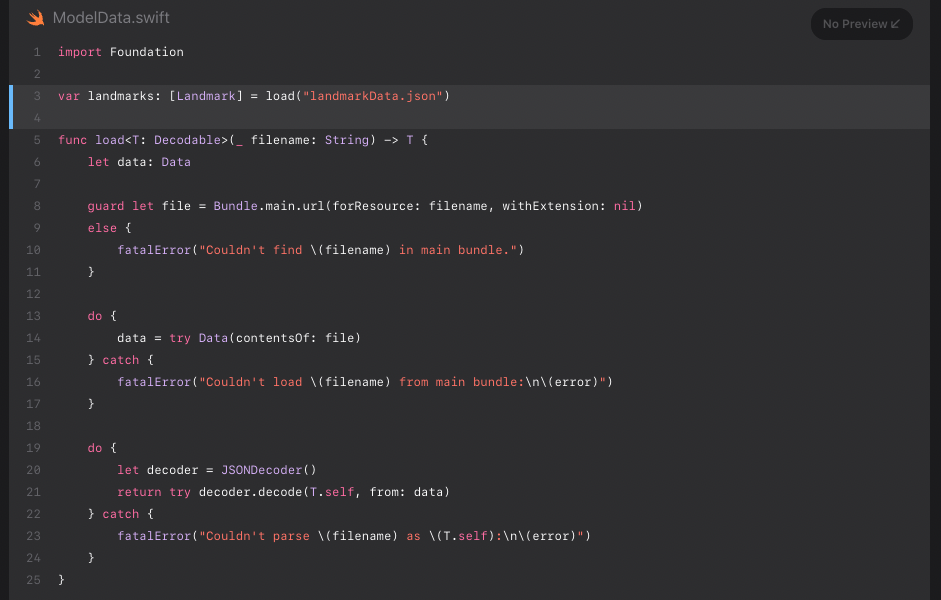 ModelData.swift
No Preview
1 import Foundation
2
3 var landmarks: [Landmark] = load("landmarkData.json")
4
5 func load<T: Decodable>(_ filename: String) -> T {
6     let data: Data
7
8     guard let file = Bundle.main.url(forResource: filename, withExtension: nil)
9     else {
10         fatalError("Couldn't find \(filename) in main bundle.")
11     }
12
13     do {
14         data = try Data(contentsOf: file)
15     } catch {
16         fatalError("Couldn't load \(filename) from main bundle:\n\(error)")
17     }
18
19     do {
20         let decoder = JSONDecoder()
21         return try decoder.decode(T.self, from: data)
22     } catch {
23         fatalError("Couldn't parse \(filename) as \(T.self):\n\(error)")
24     }
25 }